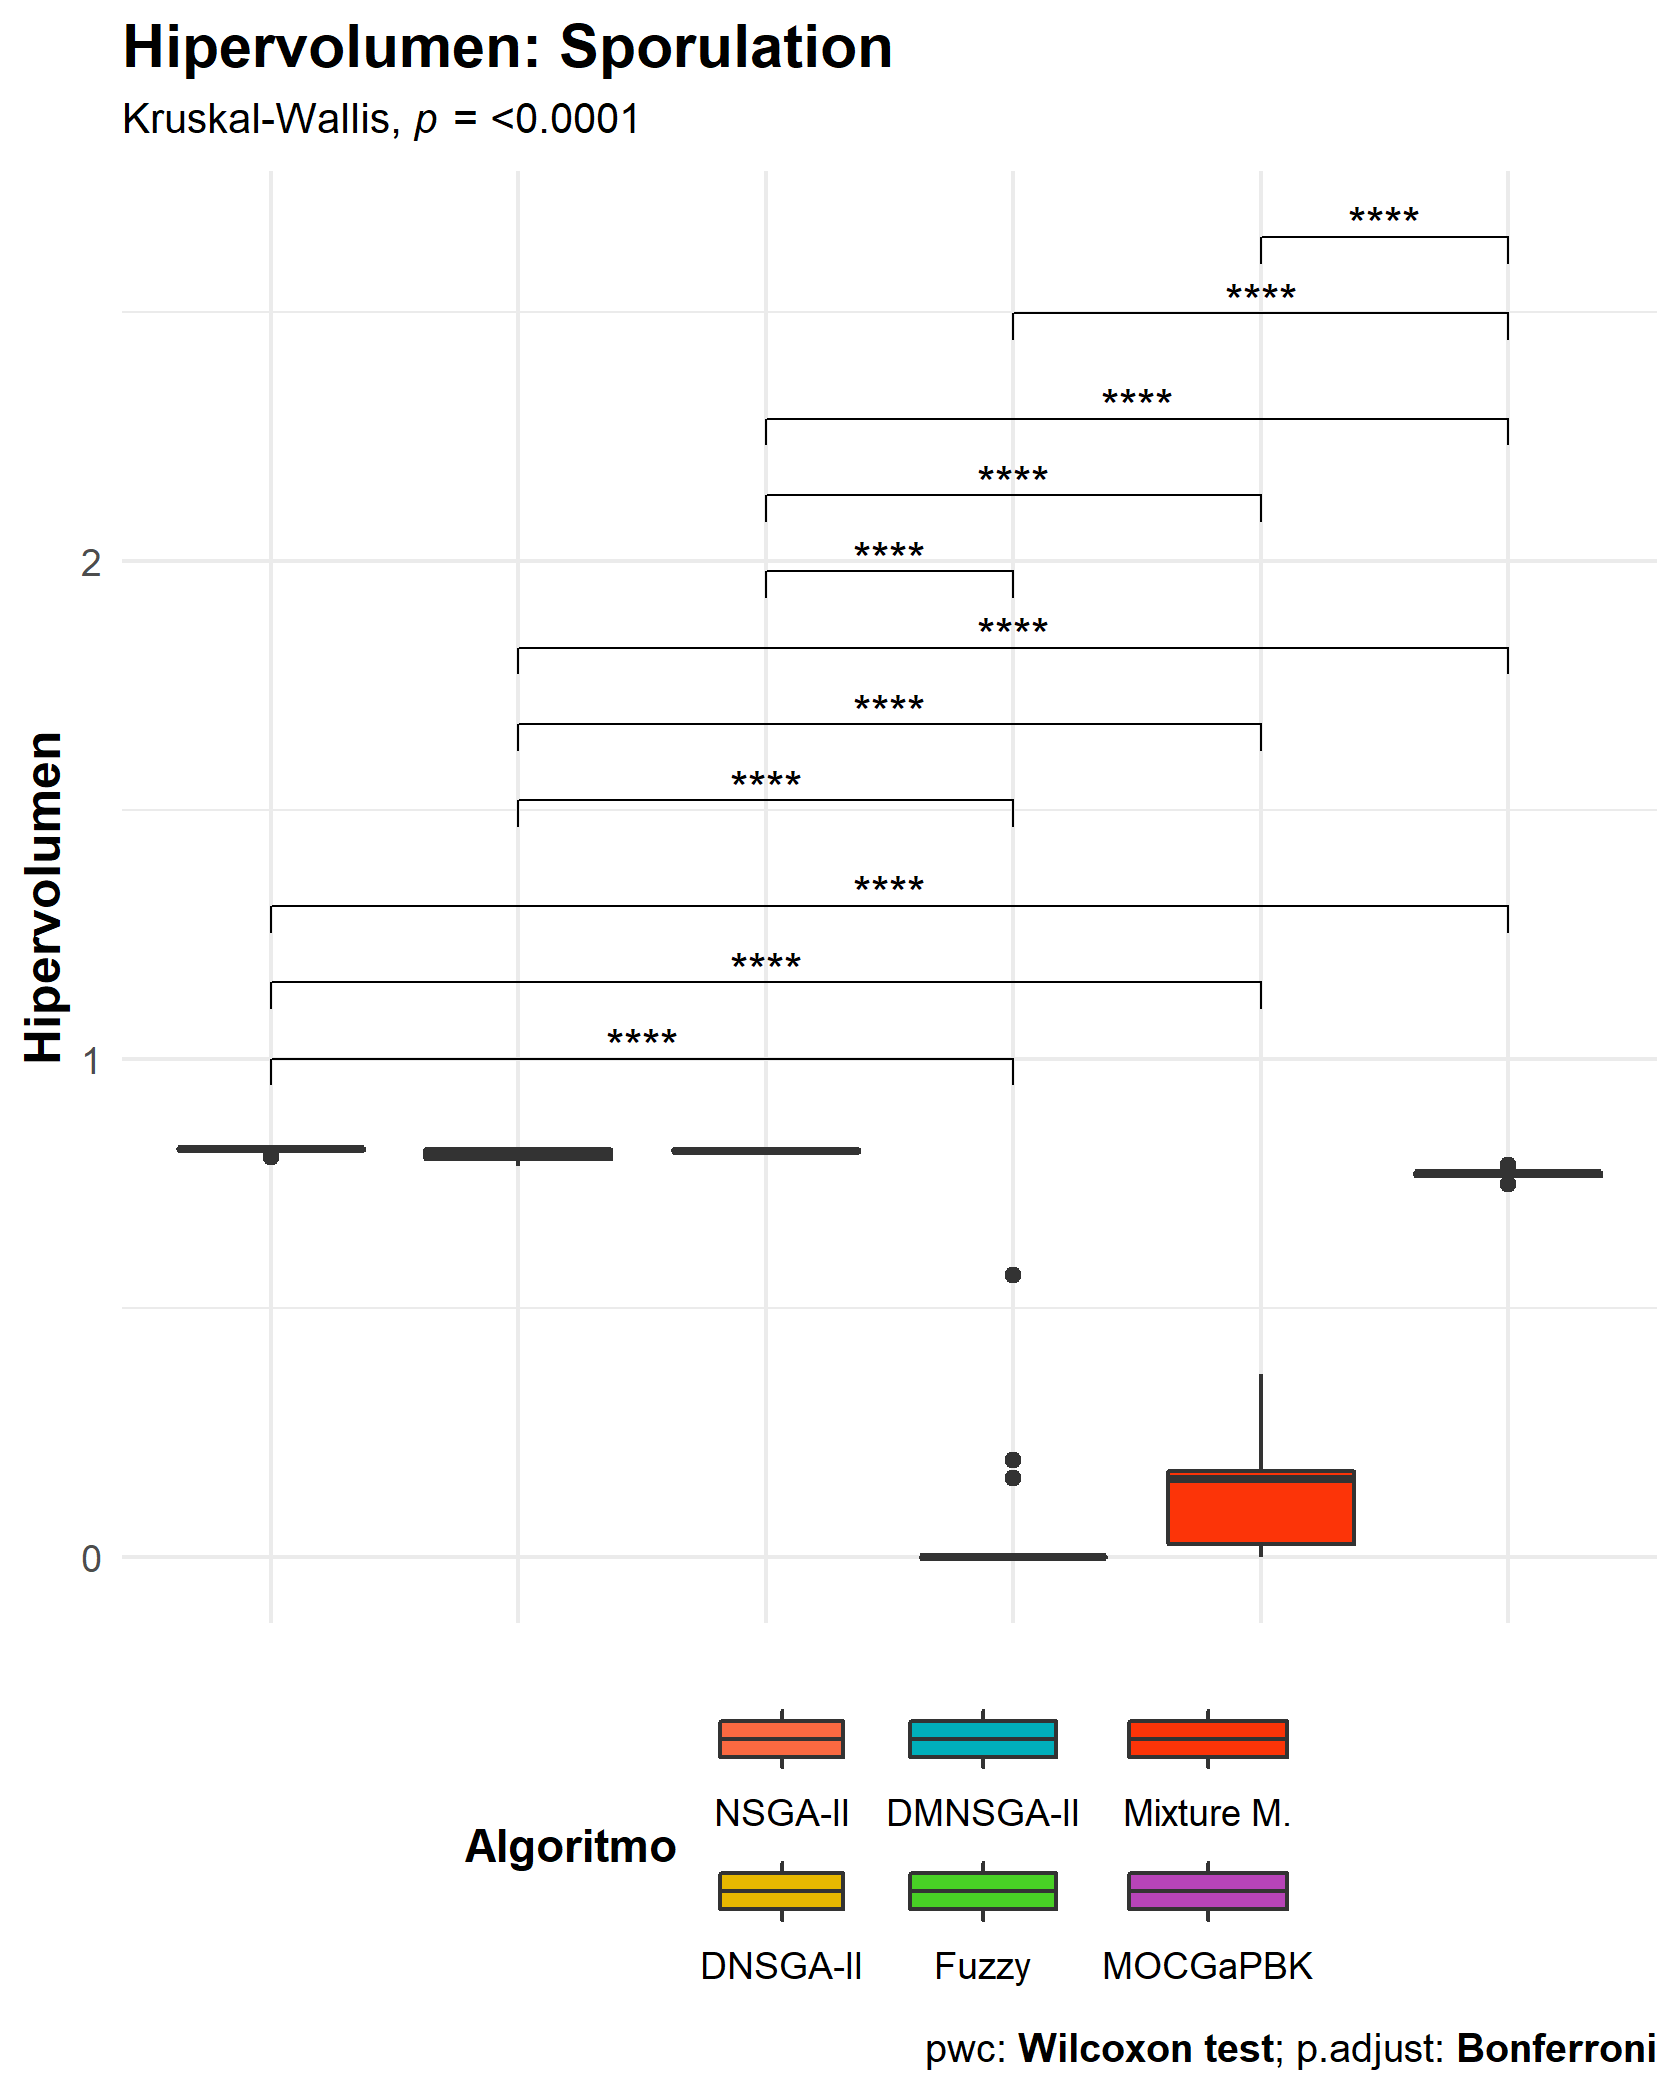 Hipervolumen: Sporulation
Kruskal-Wallis, p = <0.0001
****
****
****
****
****
****
****
****
****
****
****
Hipervolumen
2
1
0
Algoritmo
NSGA-II
DMNSGA-II
Mixture M.
DNSGA-II
Fuzzy
MOCGaPBK
pwc: Wilcoxon test; p.adjust: Bonferroni